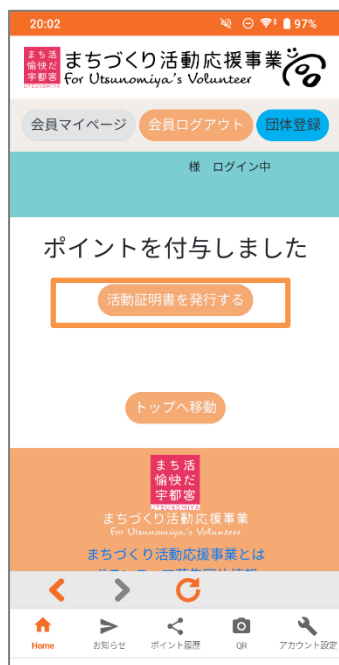 20:02
97%
まち活
愉快だ
宇都宮
UTSUNOMIYA
まちづくり活動応援事業
For Utsunomiya's Volunteer
会員マイページ
会員ログアウト
団体登録
様 ログイン中
ポイントを付与しました
活動証明書を発行する
トップへ移動
まち活
愉快だ
宇都宮
UTSUNOMIYA
まちづくり活動応援事業
For Utsunomiya's Volunteer
まちづくり活動応援事業とは
Home
お知らせ
ポイント履歴
QR
アカウント設定